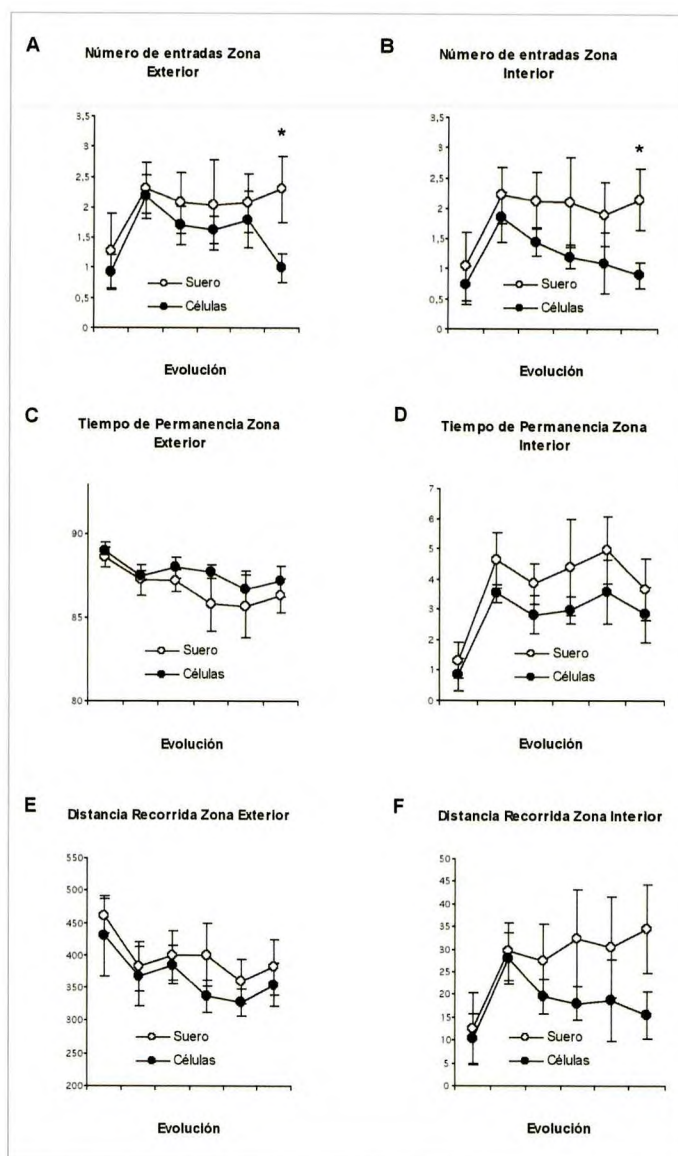 A
Número de entradas Zona
Exterior
3,5
3
2,5
2
1,5
1
0,5
0
*
Suero
Células
Evolución
B
Número de entradas Zona
Interior
3,5
3
2,5
2
1,5
1
0,5
0
*
Suero
Células
Evolución
C
Tiempo de Permanencia Zona
Exterior
90
85
80
Suero
Células
Evolución
D
Tiempo de Permanencia Zona
Interior
7
6
5
4
3
2
1
0
Suero
Células
Evolución
E
Distancia Recorrida Zona Exterior
550
500
450
400
350
300
250
200
Suero
Células
Evolución
F
Distancia Recorrida Zona Interior
50
45
40
35
30
25
20
15
10
5
0
Suero
Células
Evolución